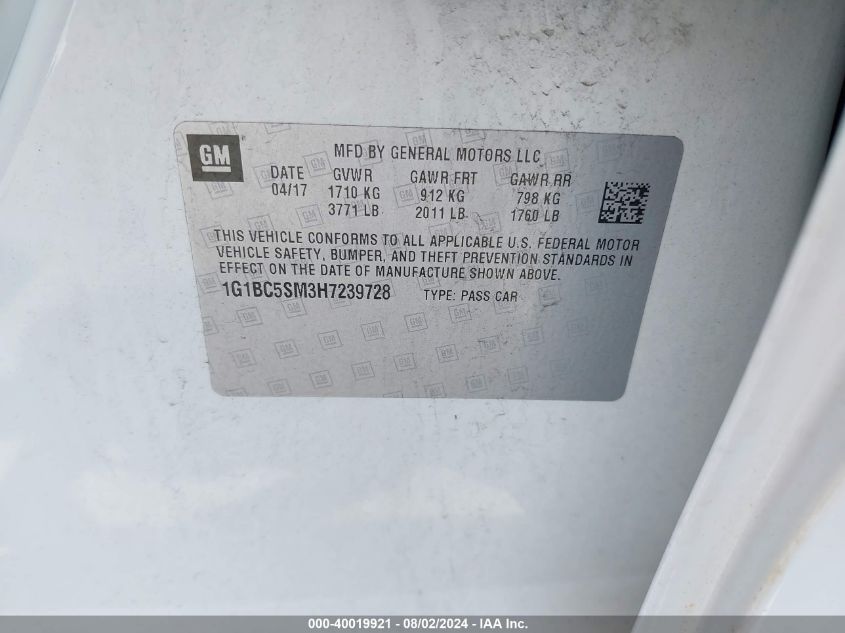 GM
MFD BY GENERAL MOTORS LLC
DATE GVWR GAWR FRT GAWR RR
04/17 1710 KG 912 KG 798 KG
3771 LB 2011 LB 1760 LB
THIS VEHICLE CONFORMS TO ALL APPLICABLE U.S. FEDERAL MOTOR
VEHICLE SAFETY, BUMPER, AND THEFT PREVENTION STANDARDS IN
EFFECT ON THE DATE OF MANUFACTURE SHOWN ABOVE.
1G1BC5SM3H7239728 TYPE: PASS CAR
000-40019921 - 08/02/2024 - IAA Inc.